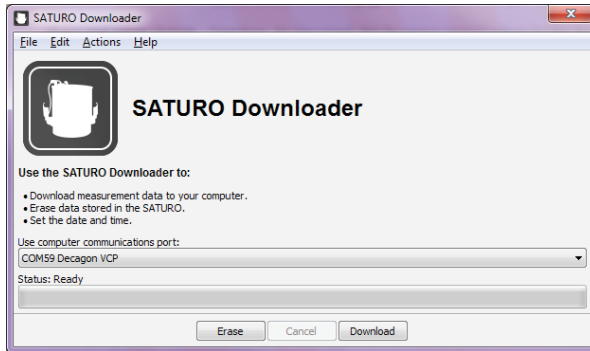 SATURO Downloader
File Edit Actions Help
SATURO Downloader
Use the SATURO Downloader to:
• Download measurement data to your computer.
• Erase data stored in the SATURO.
• Set the date and time.
Use computer communications port:
COM59 Decagon VCP
Status: Ready
Erase Cancel Download